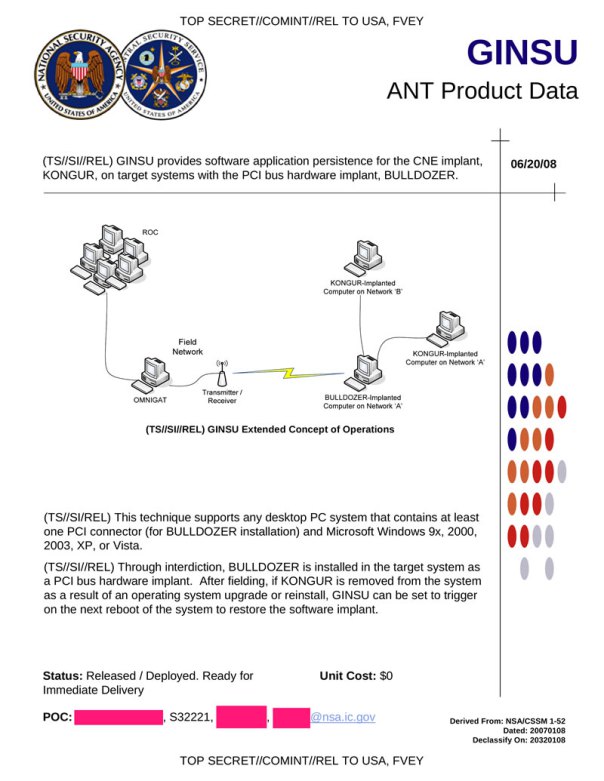 TOP SECRET//COMINT//REL TO USA, FVEY
NATIONAL SECURITY AGENCY
UNITED STATES OF AMERICA
CENTRAL SECURITY SERVICE
UNITED STATES OF AMERICA
GINSU
ANT Product Data
(TS//SI//REL) GINSU provides software application persistence for the CNE implant,
KONGUR, on target systems with the PCI bus hardware implant, BULLDOZER.
06/20/08
ROC
KONGUR-Implanted
Computer on Network ‘B’
Field
Network
KONGUR-Implanted
Computer on Network ‘A’
OMNIGAT
Transmitter /
Receiver
BULLDOZER-Implanted
Computer on Network ‘A’
(TS//SI//REL) GINSU Extended Concept of Operations
(TS//SI/REL) This technique supports any desktop PC system that contains at least
one PCI connector (for BULLDOZER installation) and Microsoft Windows 9x, 2000,
2003, XP, or Vista.
(TS//SI//REL) Through interdiction, BULLDOZER is installed in the target system as
a PCI bus hardware implant. After fielding, if KONGUR is removed from the system
as a result of an operating system upgrade or reinstall, GINSU can be set to trigger
on the next reboot of the system to restore the software implant.
Status: Released / Deployed. Ready for
Immediate Delivery
Unit Cost: $0
POC: , S32221, , @nsa.ic.gov
Derived From: NSA/CSSM 1-52
Dated: 20070108
Declassify On: 20320108
TOP SECRET//COMINT//REL TO USA, FVEY